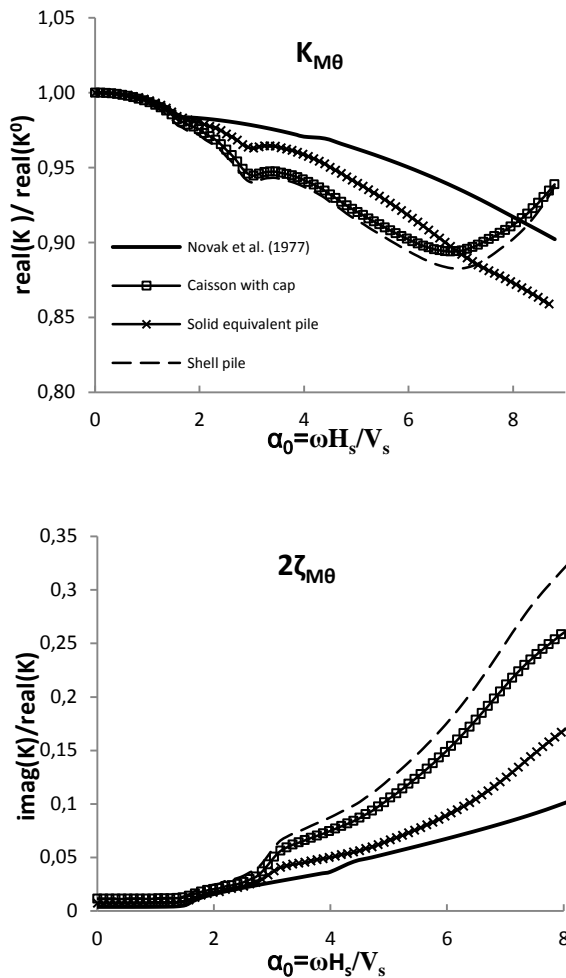 1,05
K_Mθ
1,00
0,95
0,90
0,85
0,80
real(K )/ real(K⁰)
Novak et al. (1977)
Caisson with cap
Solid equivalent pile
Shell pile
0 2 4 6 8
α₀=ωHₛ/Vₛ
0,35
2ζ_Mθ
0,3
0,25
0,2
0,15
0,1
0,05
0
imag(K)/real(K)
0 2 4 6 8
α₀=ωHₛ/Vₛ